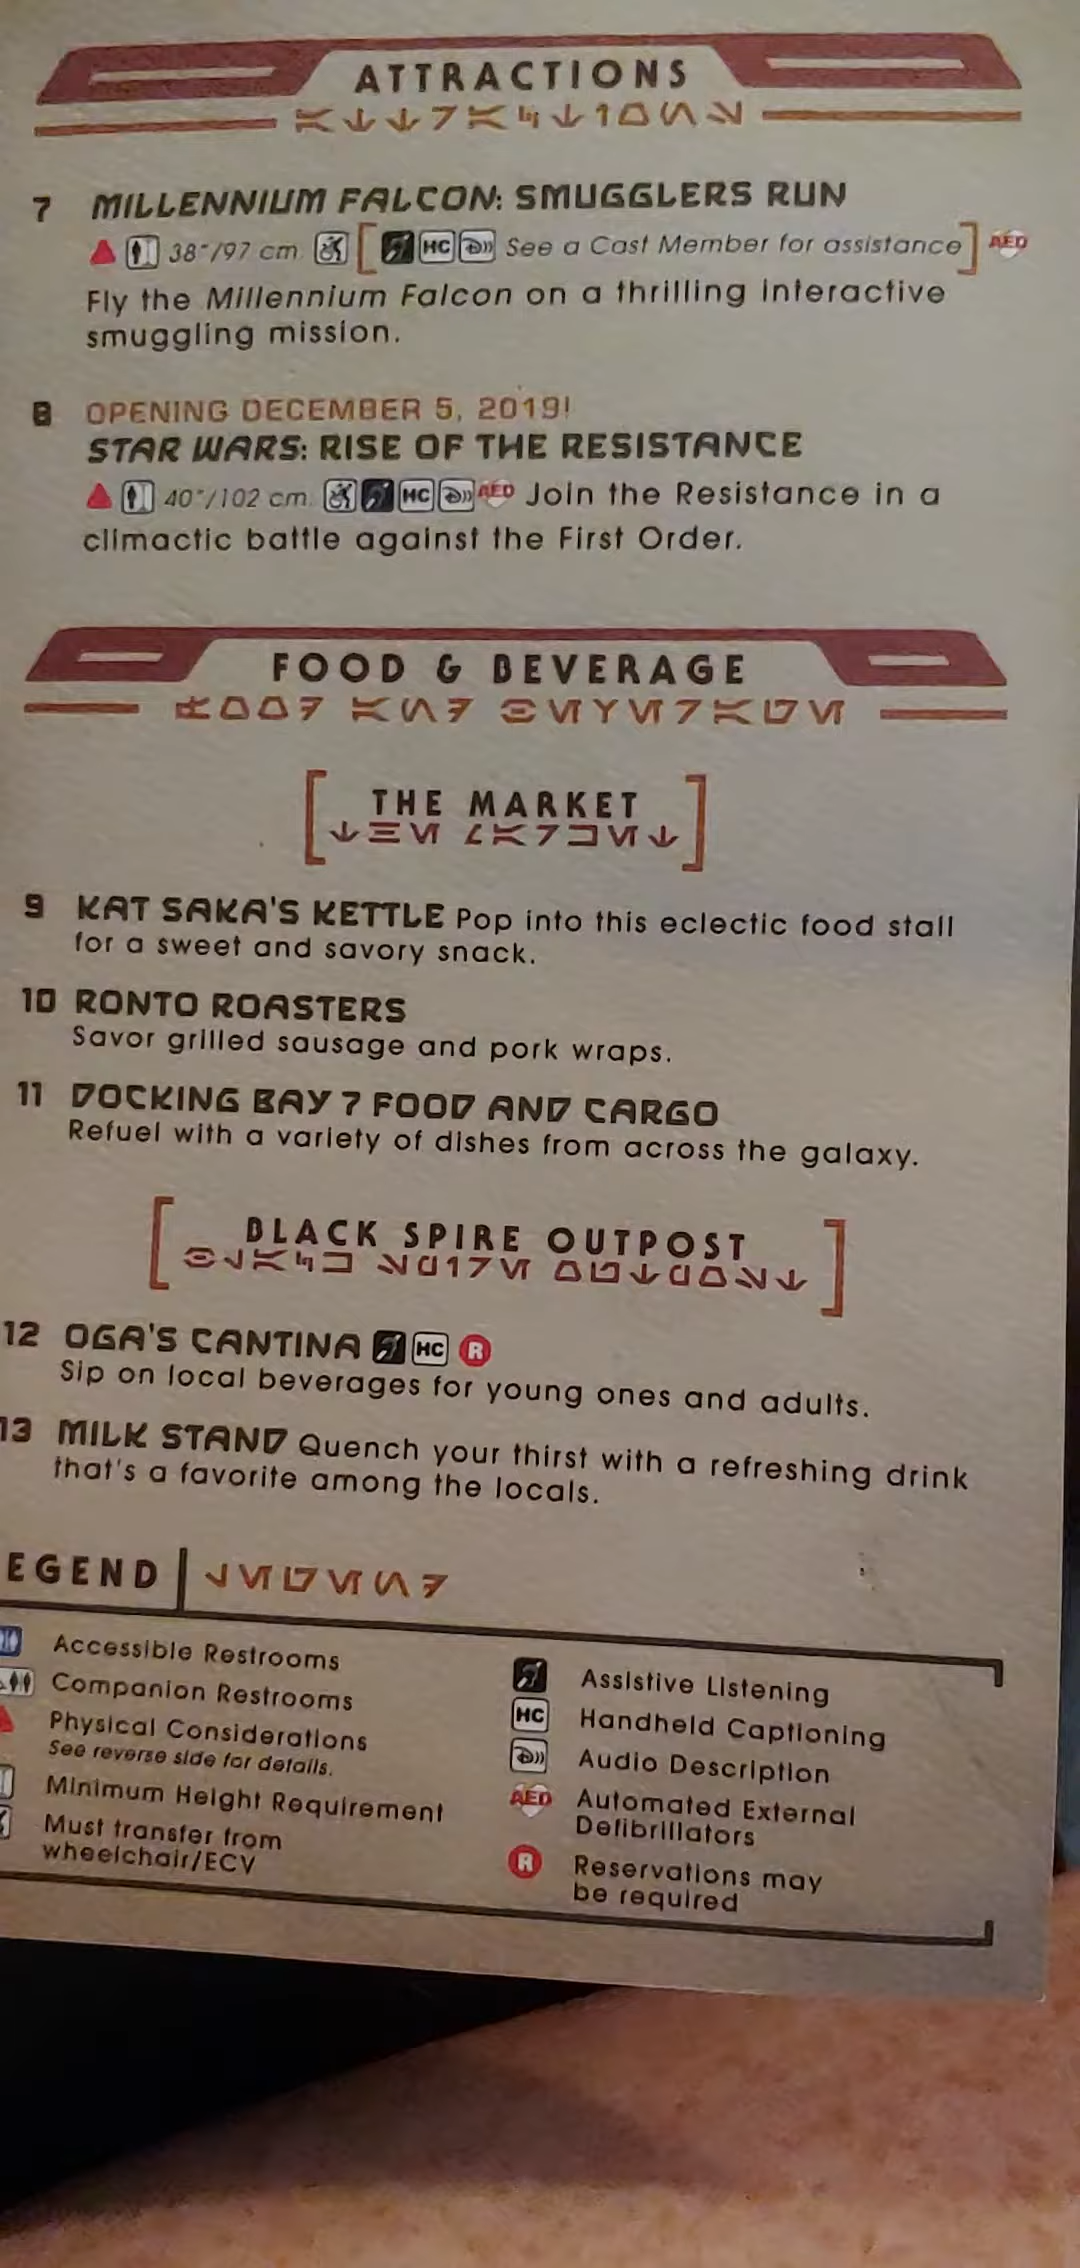 ATTRACTIONS
7 MILLENNIUM FALCON: SMUGGLERS RUN
38"/97 cm HC D)) See a Cast Member for assistance AED
Fly the Millennium Falcon on a thrilling interactive
smuggling mission.
8 OPENING DECEMBER 5, 2019!
STAR WARS: RISE OF THE RESISTANCE
40"/102 cm HC D)) AED Join the Resistance in a
climactic battle against the First Order.
FOOD & BEVERAGE
THE MARKET
9 KAT SAKA'S KETTLE Pop into this eclectic food stall
for a sweet and savory snack.
10 RONTO ROASTERS
Savor grilled sausage and pork wraps.
11 DOCKING BAY 7 FOOD AND CARGO
Refuel with a variety of dishes from across the galaxy.
BLACK SPIRE OUTPOST
12 OGA'S CANTINA HC R
Sip on local beverages for young ones and adults.
13 MILK STAND Quench your thirst with a refreshing drink
that's a favorite among the locals.
EGEND
Accessible Restrooms
Companion Restrooms
Physical Considerations
See reverse side for details.
Minimum Height Requirement
Must transfer from
wheelchair/ECV
Assistive Listening
HC Handheld Captioning
D)) Audio Description
AED Automated External
Defibrillators
R Reservations may
be required